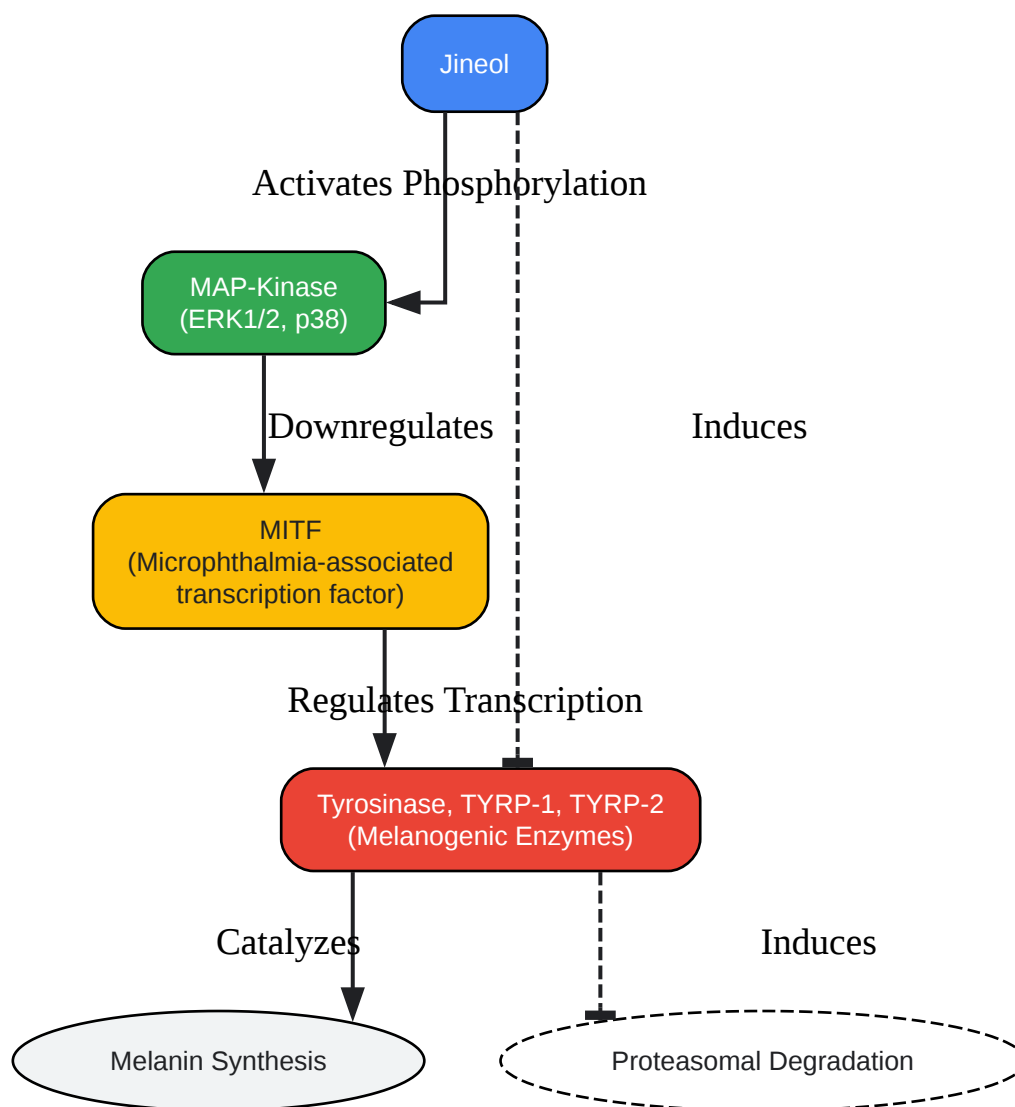 Jineol
Activates Phosphorylation
MAP-Kinase
(ERK1/2, p38)
Downregulates
Induces
MITF
(Microphthalmia-associated
transcription factor)
Regulates Transcription
Tyrosinase, TYRP-1, TYRP-2
(Melanogenic Enzymes)
Catalyzes
Induces
Melanin Synthesis
Proteasomal Degradation